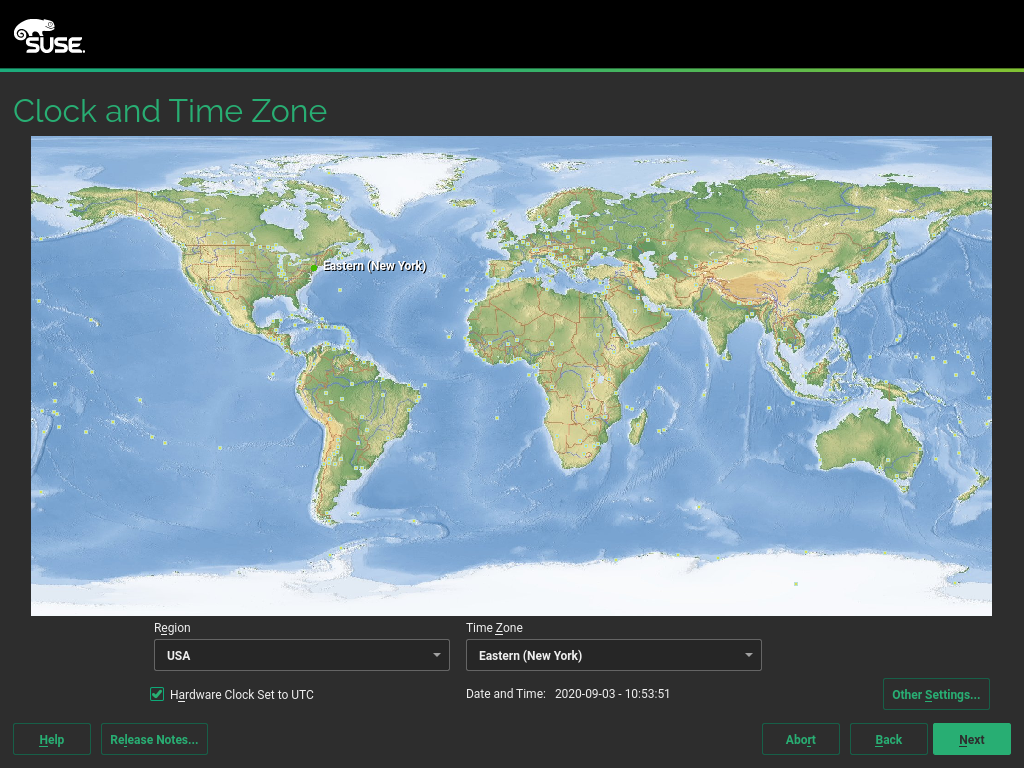 SUSE.
Clock and Time Zone
Eastern (New York)
Region
Time Zone
USA
Eastern (New York)
Hardware Clock Set to UTC
Date and Time: 2020-09-03 - 10:53:51
Other Settings...
Help
Release Notes...
Abort
Back
Next